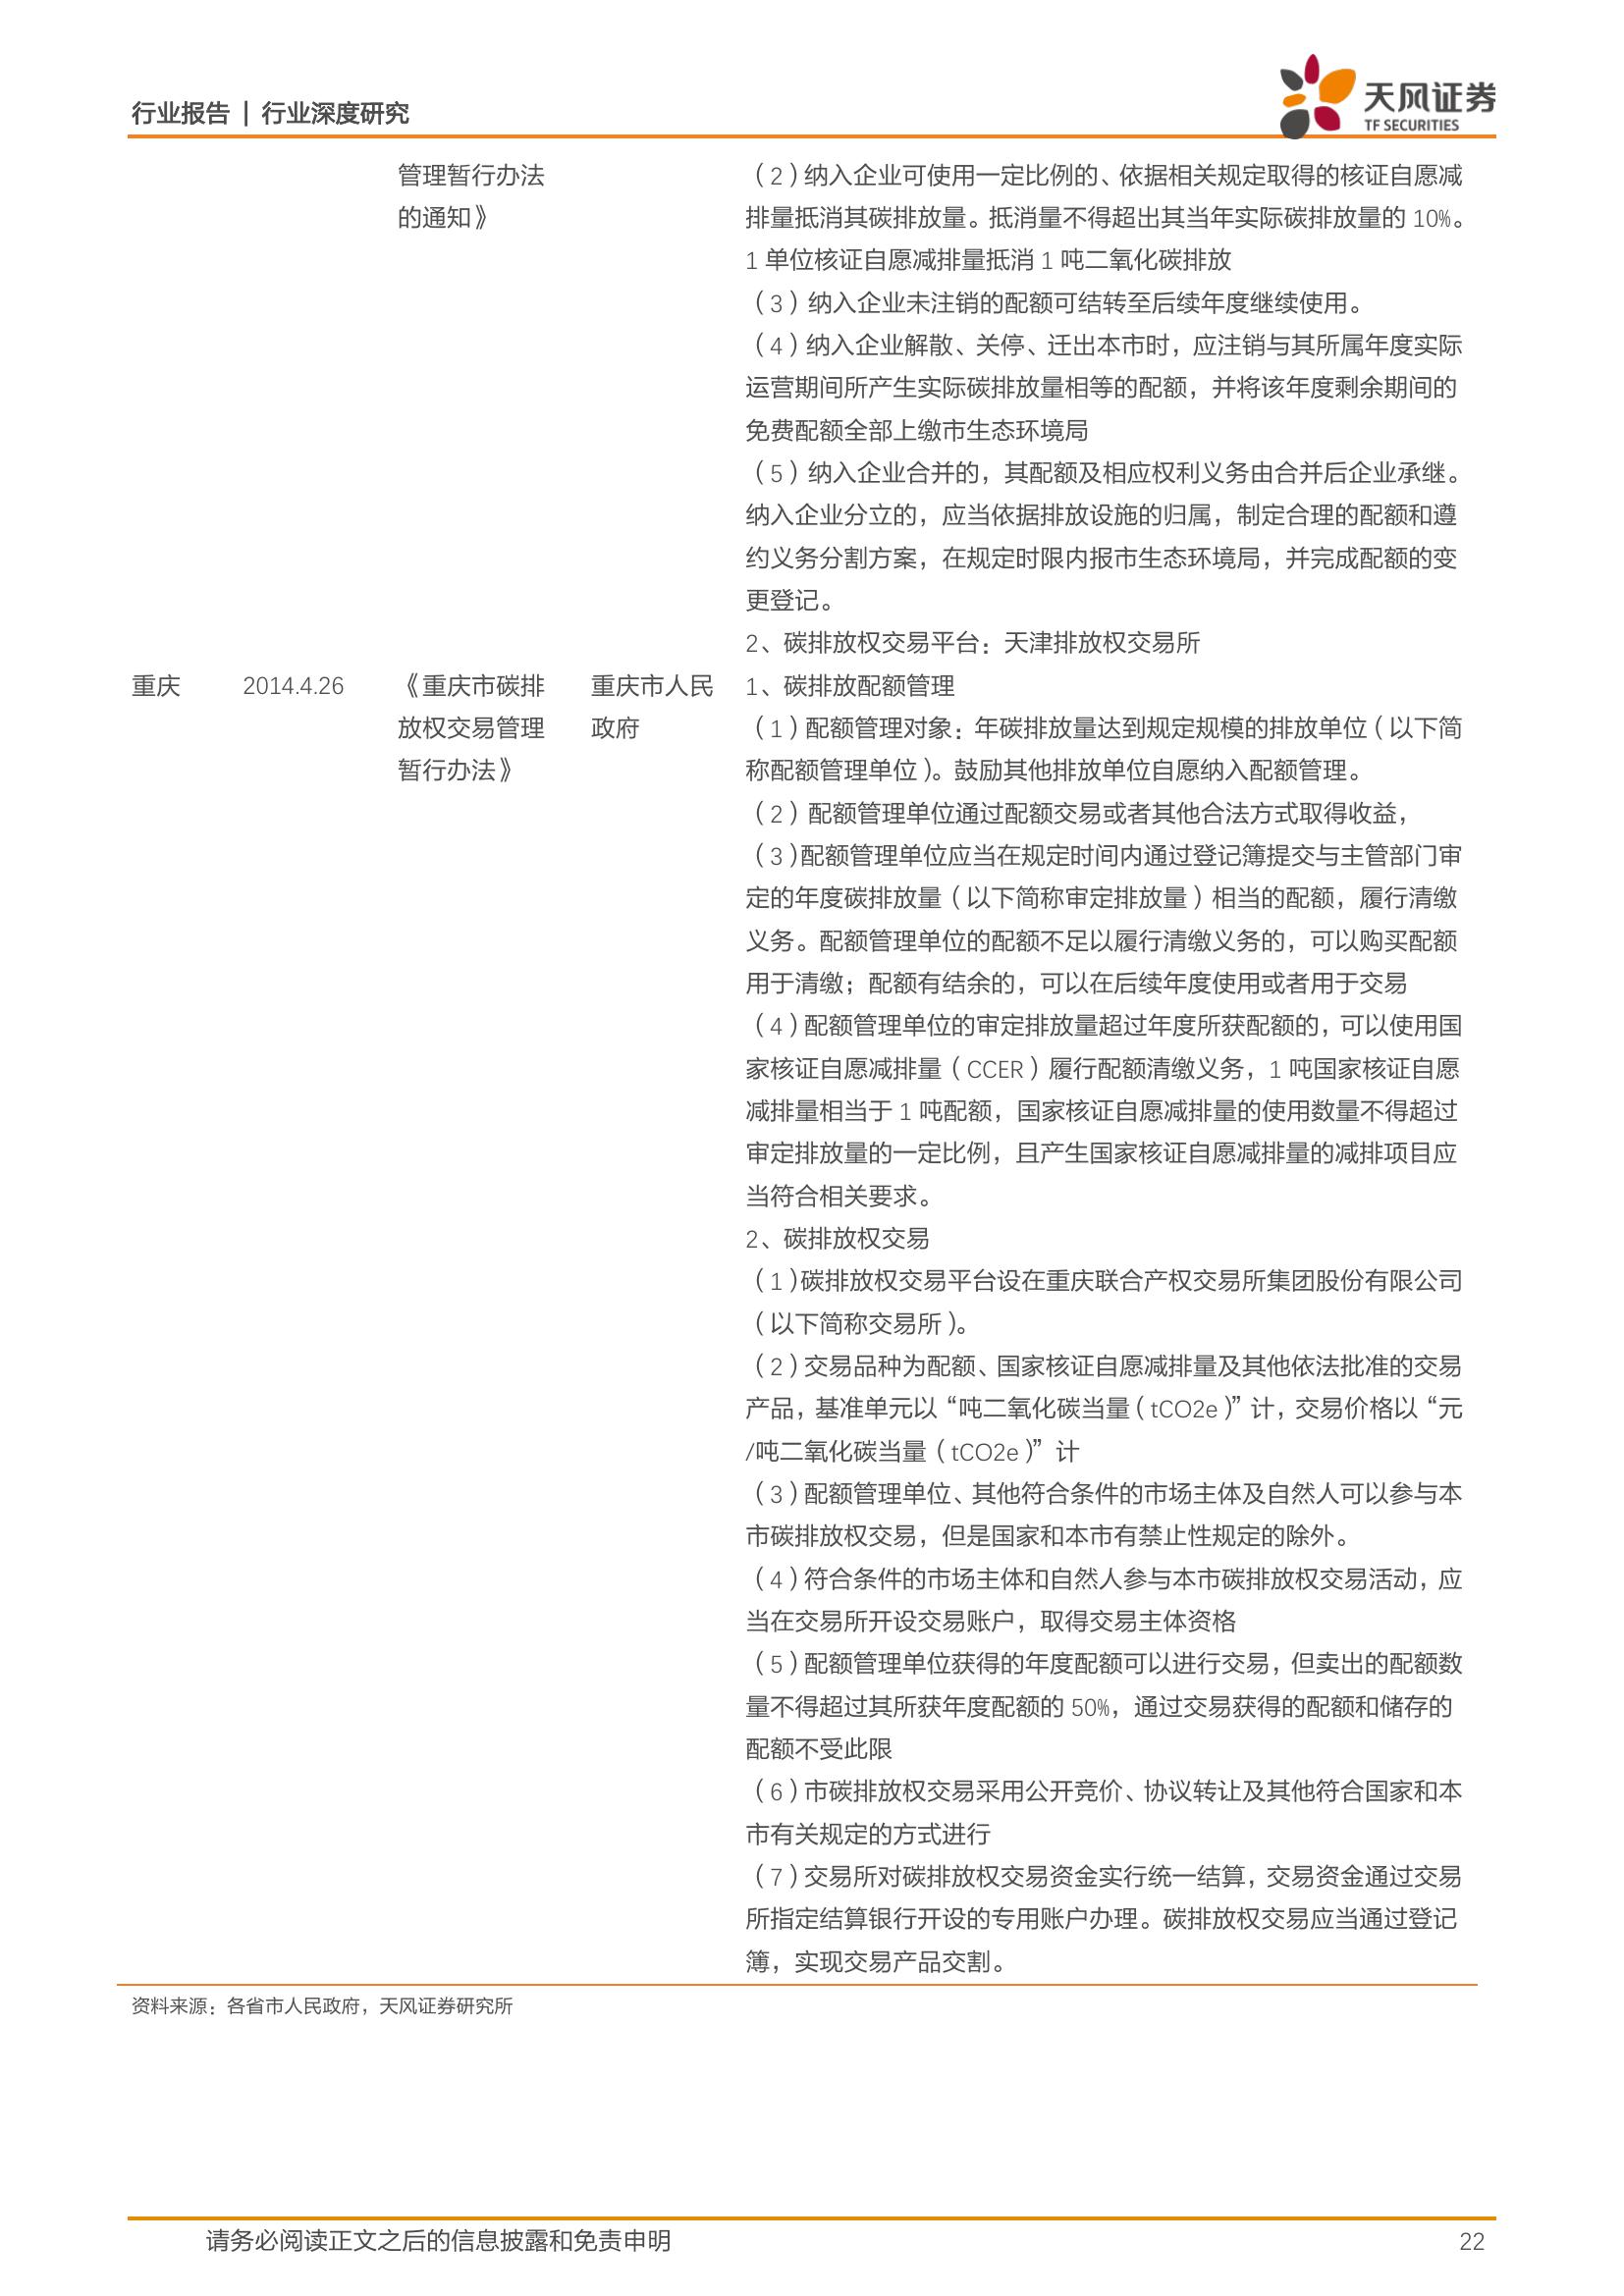 行业报告 | 行业深度研究
天风证券
TF SECURITIES
管理暂行办法
的通知》
（2）纳入企业可使用一定比例的、依据相关规定取得的核证自愿减
排量抵消其碳排放量。抵消量不得超出其当年实际碳排放量的 10%。
1 单位核证自愿减排量抵消 1 吨二氧化碳排放
（3）纳入企业未注销的配额可结转至后续年度继续使用。
（4）纳入企业解散、关停、迁出本市时，应注销与其所属年度实际
运营期间所产生实际碳排放量相等的配额，并将该年度剩余期间的
免费配额全部上缴市生态环境局
（5）纳入企业合并的，其配额及相应权利义务由合并后企业承继。
纳入企业分立的，应当依据排放设施的归属，制定合理的配额和遵
约义务分割方案，在规定时限内报市生态环境局，并完成配额的变
更登记。
2、碳排放权交易平台：天津排放权交易所
重庆
2014.4.26
《重庆市碳排
放权交易管理
暂行办法》
重庆市人民
政府
1、碳排放配额管理
（1）配额管理对象：年碳排放量达到规定规模的排放单位（以下简
称配额管理单位）。鼓励其他排放单位自愿纳入配额管理。
（2）配额管理单位通过配额交易或者其他合法方式取得收益，
（3）配额管理单位应当在规定时间内通过登记簿提交与主管部门审
定的年度碳排放量（以下简称审定排放量）相当的配额，履行清缴
义务。配额管理单位的配额不足以履行清缴义务的，可以购买配额
用于清缴；配额有结余的，可以在后续年度使用或者用于交易
（4）配额管理单位的审定排放量超过年度所获配额的，可以使用国
家核证自愿减排量（CCER）履行配额清缴义务，1 吨国家核证自愿
减排量相当于 1 吨配额，国家核证自愿减排量的使用数量不得超过
审定排放量的一定比例，且产生国家核证自愿减排量的减排项目应
当符合相关要求。
2、碳排放权交易
（1）碳排放权交易平台设在重庆联合产权交易所集团股份有限公司
（以下简称交易所）。
（2）交易品种为配额、国家核证自愿减排量及其他依法批准的交易
产品，基准单元以“吨二氧化碳当量（tCO2e）”计，交易价格以“元
/吨二氧化碳当量（tCO2e）”计
（3）配额管理单位、其他符合条件的市场主体及自然人可以参与本
市碳排放权交易，但是国家和本市有禁止性规定的除外。
（4）符合条件的市场主体和自然人参与本市碳排放权交易活动，应
当在交易所开设交易账户，取得交易主体资格
（5）配额管理单位获得的年度配额可以进行交易，但卖出的配额数
量不得超过其所获年度配额的 50%，通过交易获得的配额和储存的
配额不受此限
（6）市碳排放权交易采用公开竞价、协议转让及其他符合国家和本
市有关规定的方式进行
（7）交易所对碳排放权交易资金实行统一结算，交易资金通过交易
所指定结算银行开设的专用账户办理。碳排放权交易应当通过登记
簿，实现交易产品交割。
资料来源：各省市人民政府，天风证券研究所
请务必阅读正文之后的信息披露和免责申明
22